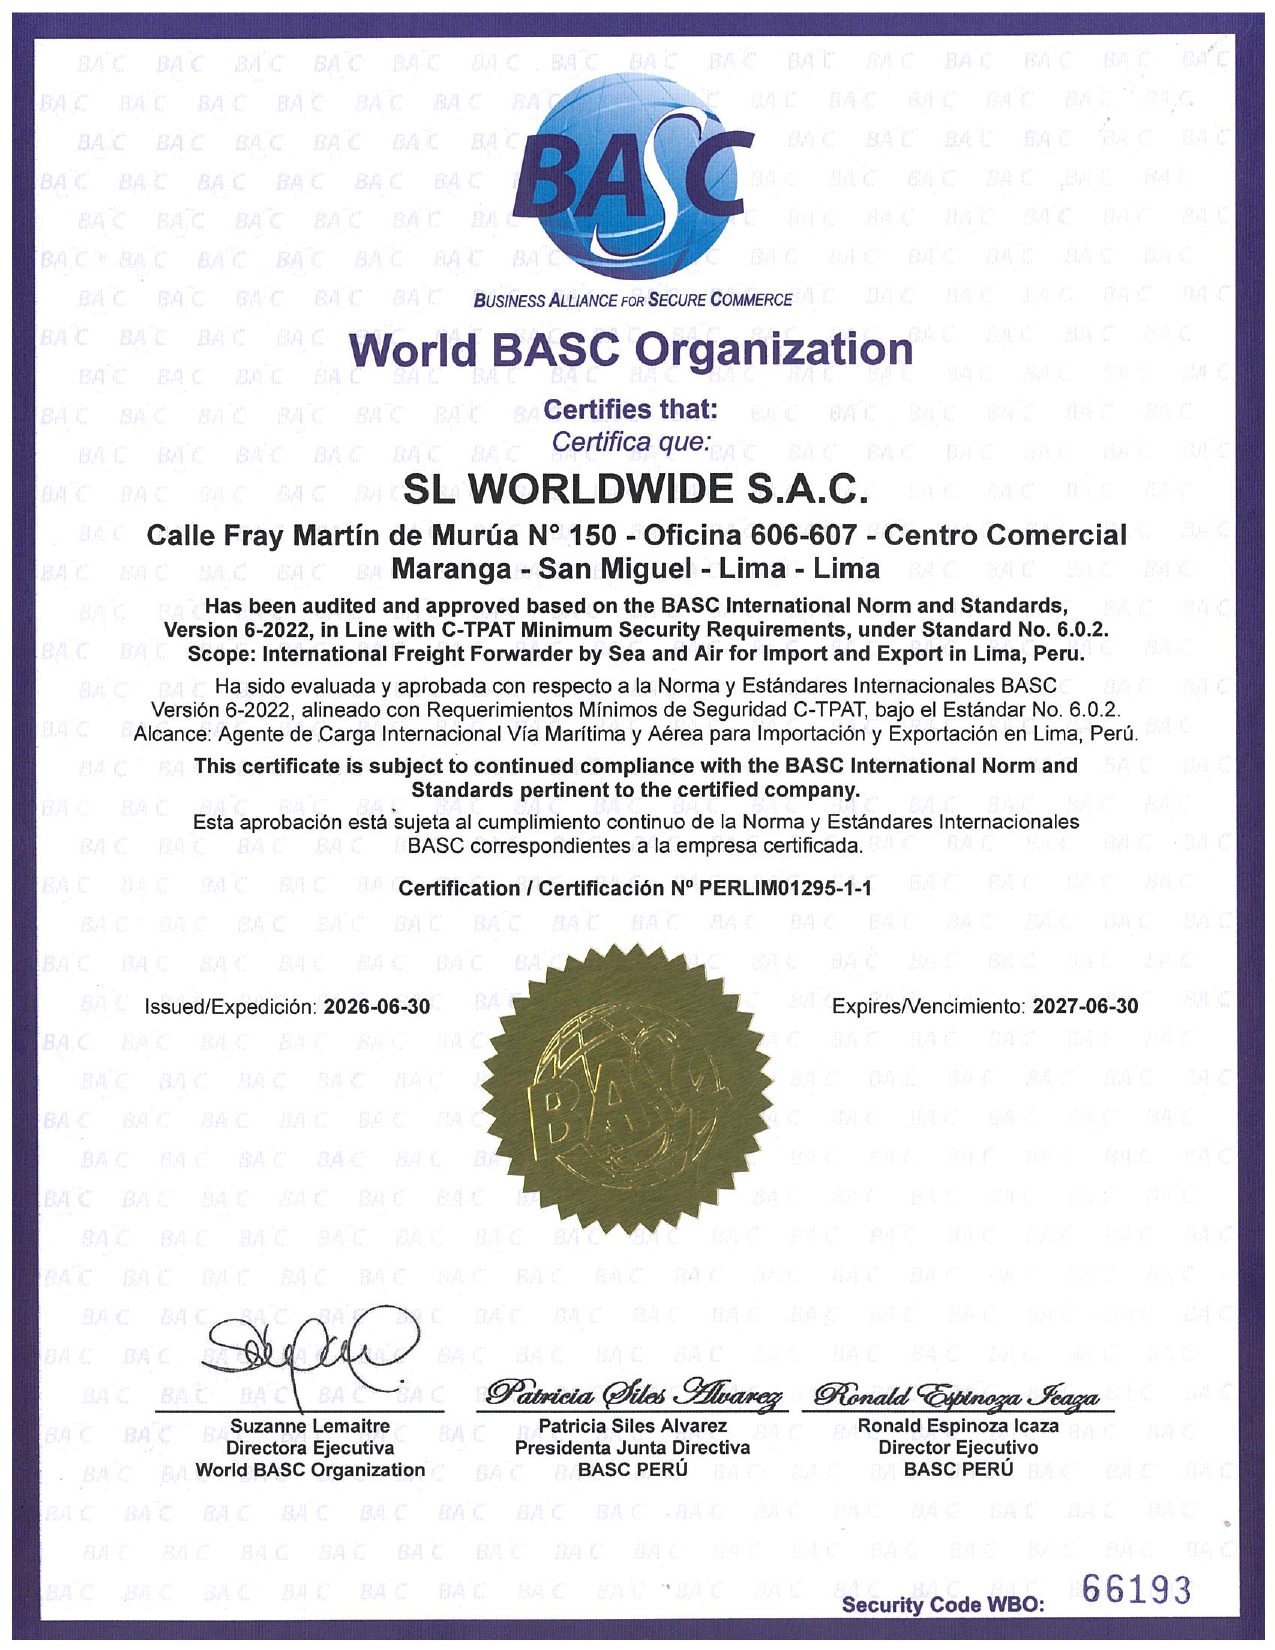 BASC
BUSINESS ALLIANCE FOR SECURE COMMERCE
World BASC Organization
Certifies that:
Certifica que:
SL WORLDWIDE S.A.C.
Calle Fray Martín de Murúa N° 150 - Oficina 606-607 - Centro Comercial
Maranga - San Miguel - Lima - Lima
Has been audited and approved based on the BASC International Norm and Standards,
Version 6-2022, in Line with C-TPAT Minimum Security Requirements, under Standard No. 6.0.2.
Scope: International Freight Forwarder by Sea and Air for Import and Export in Lima, Peru.
Ha sido evaluada y aprobada con respecto a la Norma y Estándares Internacionales BASC
Versión 6-2022, alineado con Requerimientos Mínimos de Seguridad C-TPAT, bajo el Estándar No. 6.0.2.
Alcance: Agente de Carga Internacional Vía Marítima y Aérea para Importación y Exportación en Lima, Perú.
This certificate is subject to continued compliance with the BASC International Norm and
Standards pertinent to the certified company.
Esta aprobación está sujeta al cumplimiento continuo de la Norma y Estándares Internacionales
BASC correspondientes a la empresa certificada.
Certification / Certificación Nº PERLIM01295-1-1
Issued/Expedición: 2026-06-30 Expires/Vencimiento: 2027-06-30
BASC
Patricia Siles Alvarez Ronald Espinoza Icaza
Suzanne Lemaitre Patricia Siles Alvarez Ronald Espinoza Icaza
Directora Ejecutiva Presidenta Junta Directiva Director Ejecutivo
World BASC Organization BASC PERÚ BASC PERÚ
Security Code WBO: 66193